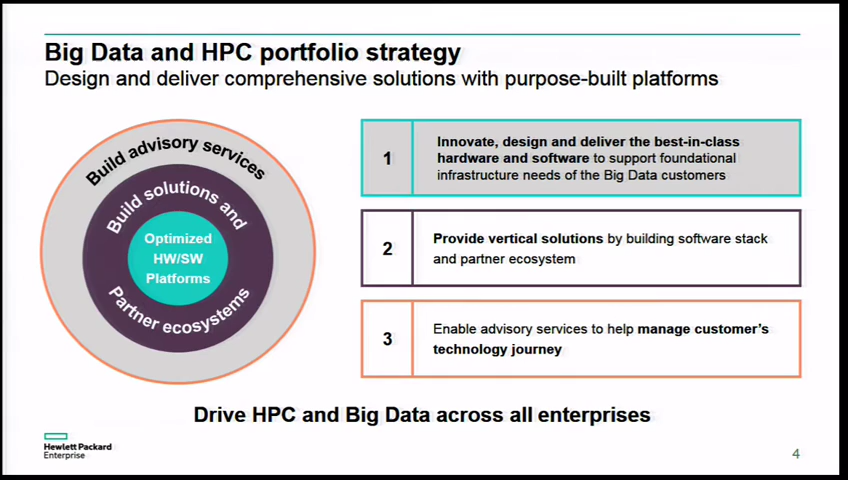 Big Data and HPC portfolio strategy
Design and deliver comprehensive solutions with purpose-built platforms
Build advisory services
Build solutions and
Optimized
HW/SW
Platforms
Partner ecosystems
1
Innovate, design and deliver the best-in-class
hardware and software to support foundational
infrastructure needs of the Big Data customers
2
Provide vertical solutions by building software stack
and partner ecosystem
3
Enable advisory services to help manage customer's
technology journey
Drive HPC and Big Data across all enterprises
Hewlett Packard
Enterprise
4